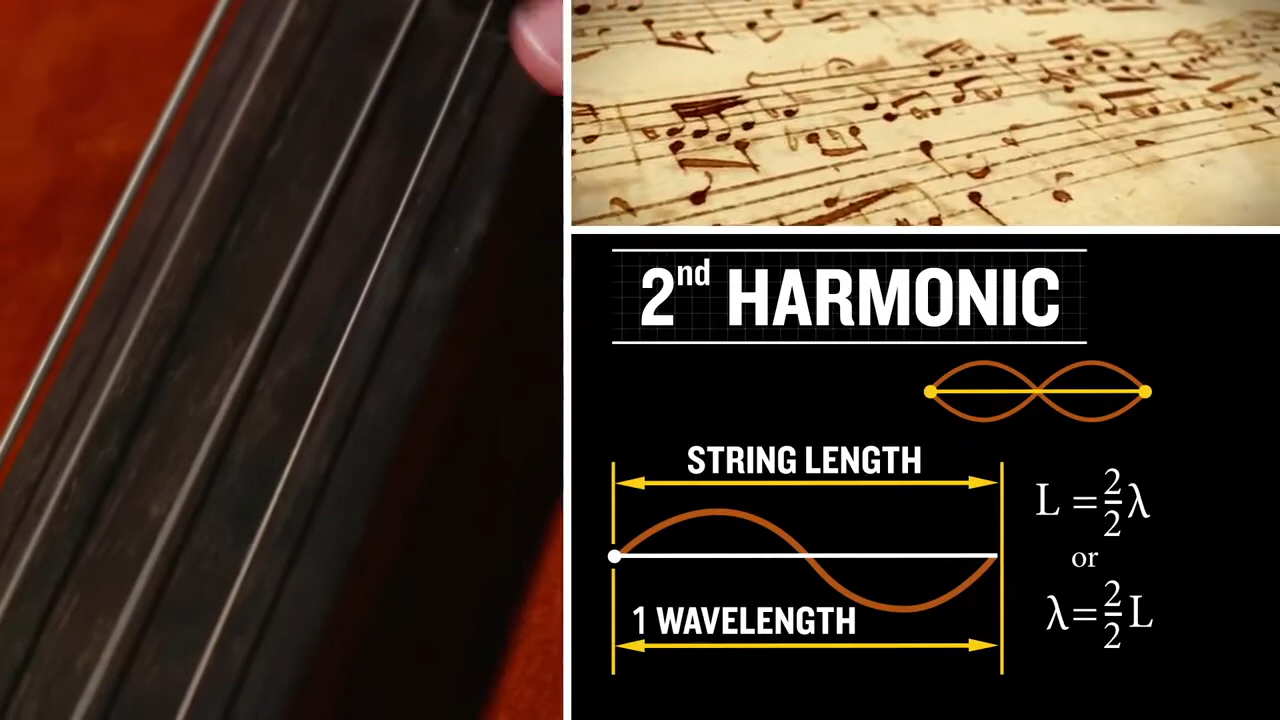 2nd HARMONIC
STRING LENGTH
L = 2/2 λ
or
λ = 2/2 L
1 WAVELENGTH